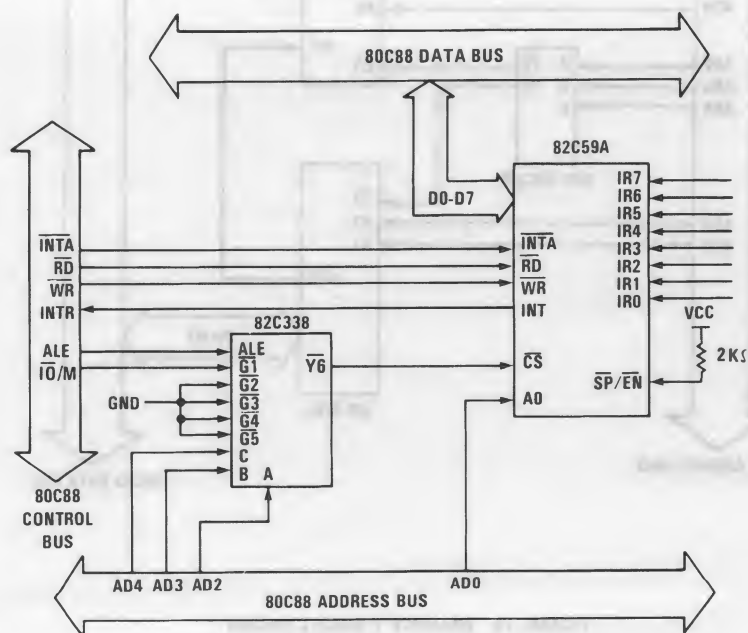 80C88 DATA BUS
82C59A
D0-D7
IR7
IR6
IR5
IR4
IR3
IR2
IR1
IR0
INTA
RD
WR
INTR
INTA
RD
WR
INT
VCC
2K
82C338
ALE
IO/M
ALE
G1
G2
G3
G4
G5
C
B A
Y6
GND
CS
SP/EN
A0
80C88
CONTROL
BUS
AD4 AD3 AD2 AD0
80C88 ADDRESS BUS